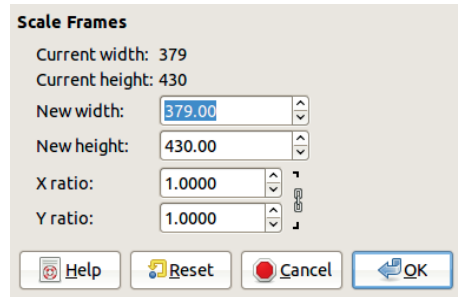 Scale Frames
Current width: 379
Current height: 430
New width: 379.00
New height: 430.00
X ratio: 1.0000
Y ratio: 1.0000
Help Reset Cancel OK